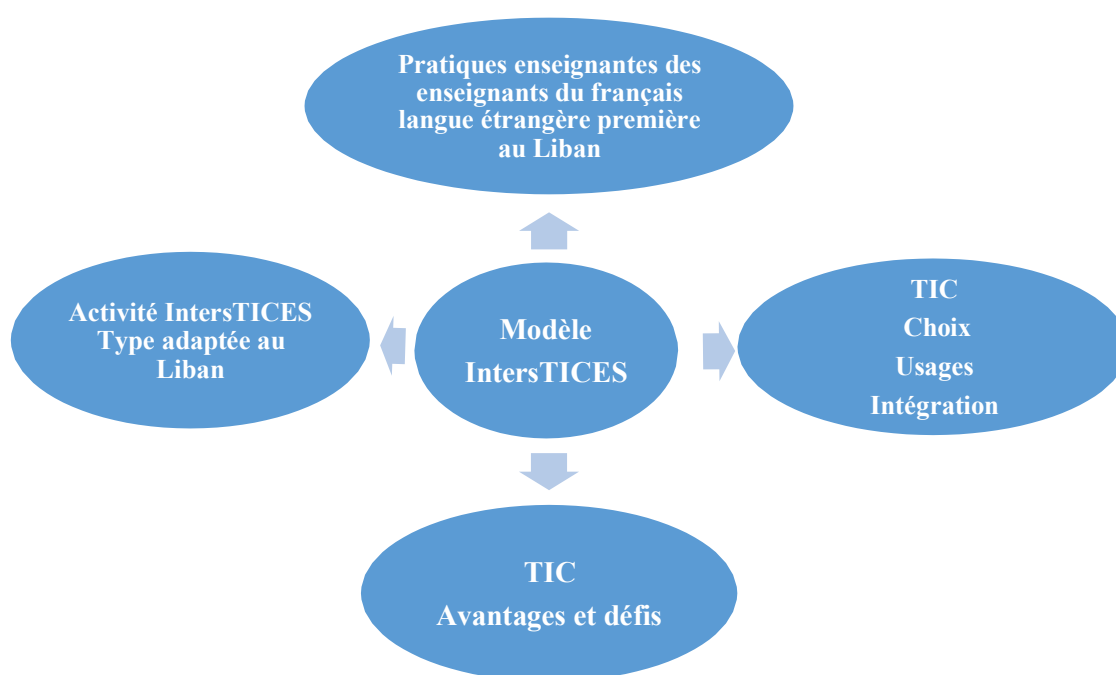 Pratiques enseignantes des
enseignants du français
langue étrangère première
au Liban
Activité IntersTICES
Type adaptée au
Liban
Modèle
IntersTICES
TIC
Choix
Usages
Intégration
TIC
Avantages et défis